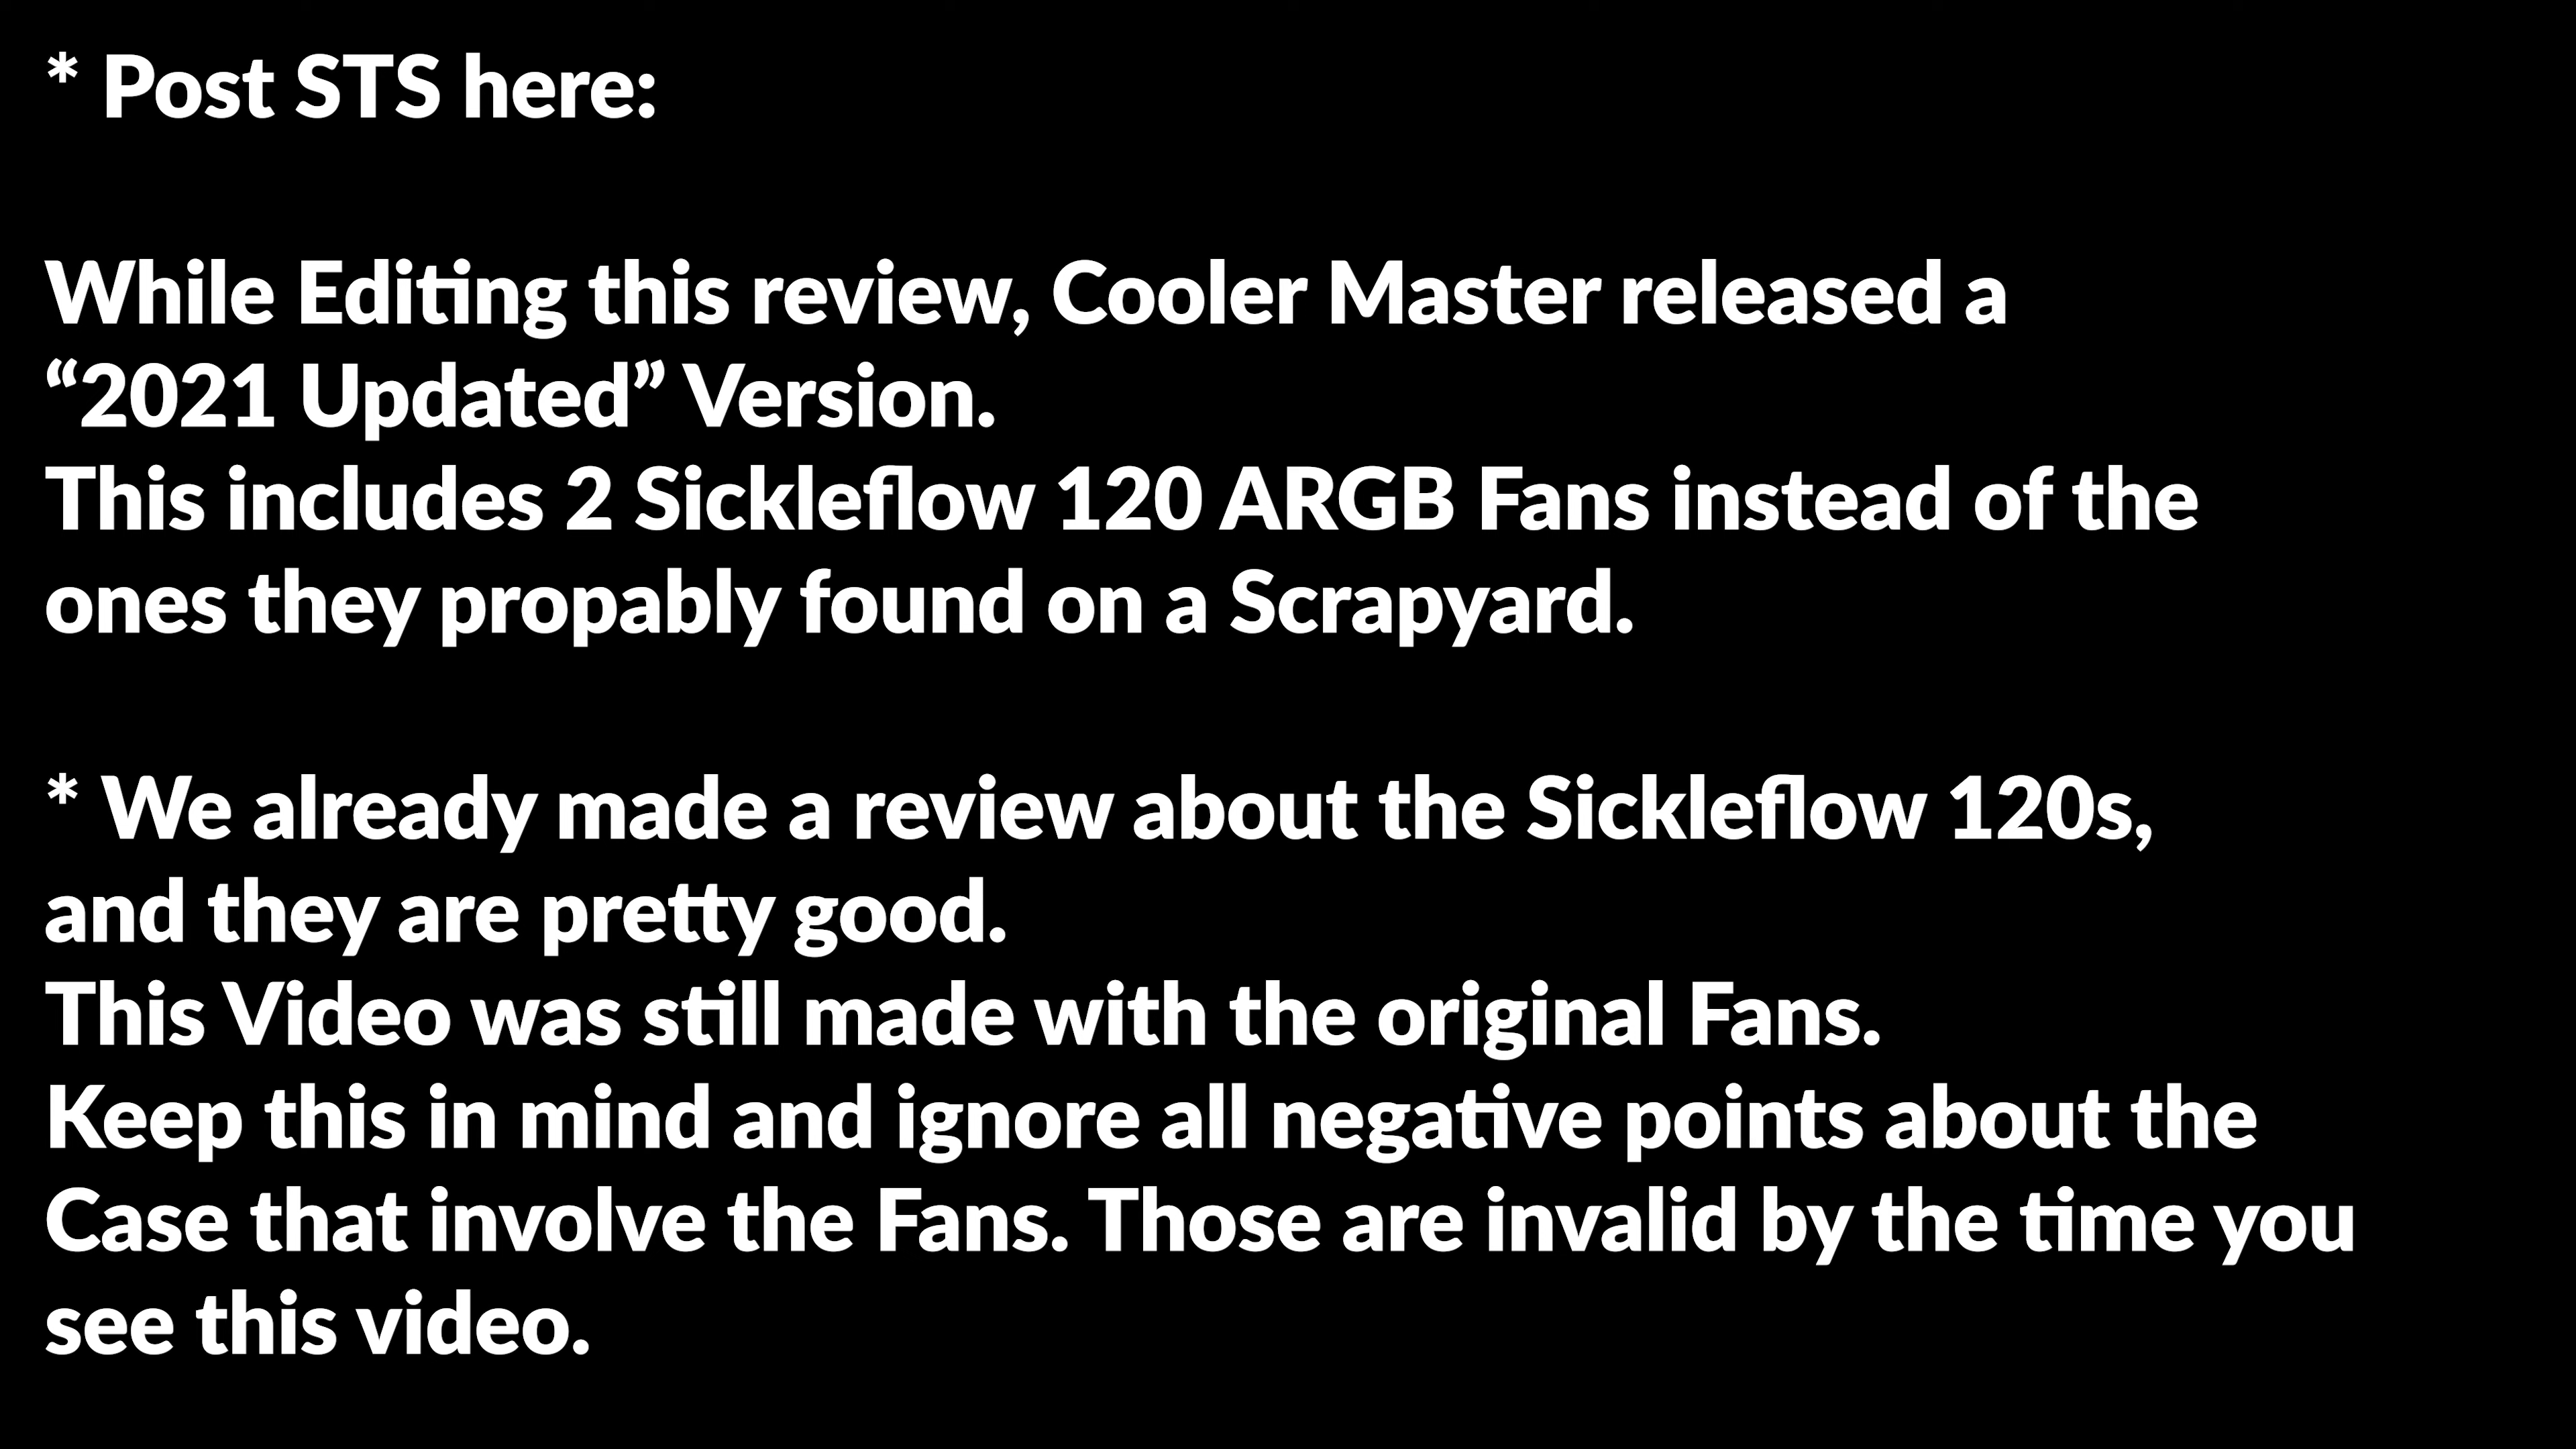 * Post STS here:
While Editing this review, Cooler Master released a
“2021 Updated” Version.
This includes 2 Sickleflow 120 ARGB Fans instead of the
ones they propably found on a Scrapyard.
* We already made a review about the Sickleflow 120s,
and they are pretty good.
This Video was still made with the original Fans.
Keep this in mind and ignore all negative points about the
Case that involve the Fans. Those are invalid by the time you
see this video.